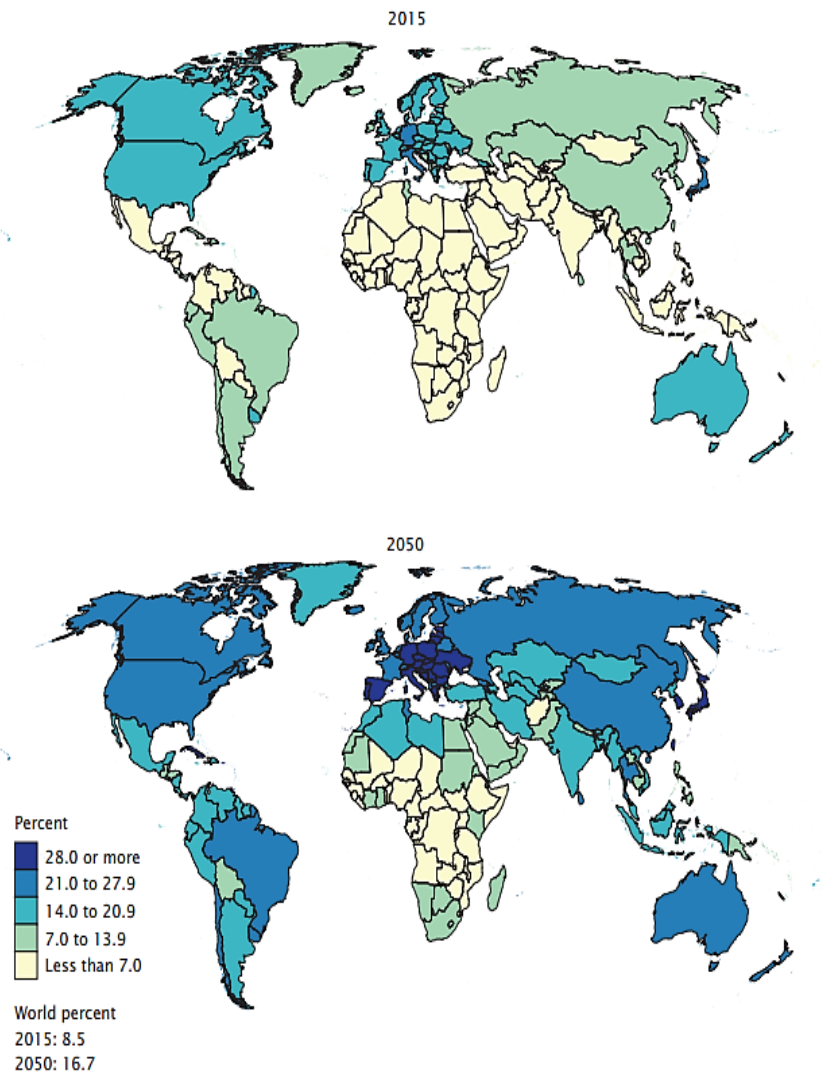 2015
2050
Percent
28.0 or more
21.0 to 27.9
14.0 to 20.9
7.0 to 13.9
Less than 7.0
World percent
2015: 8.5
2050: 16.7